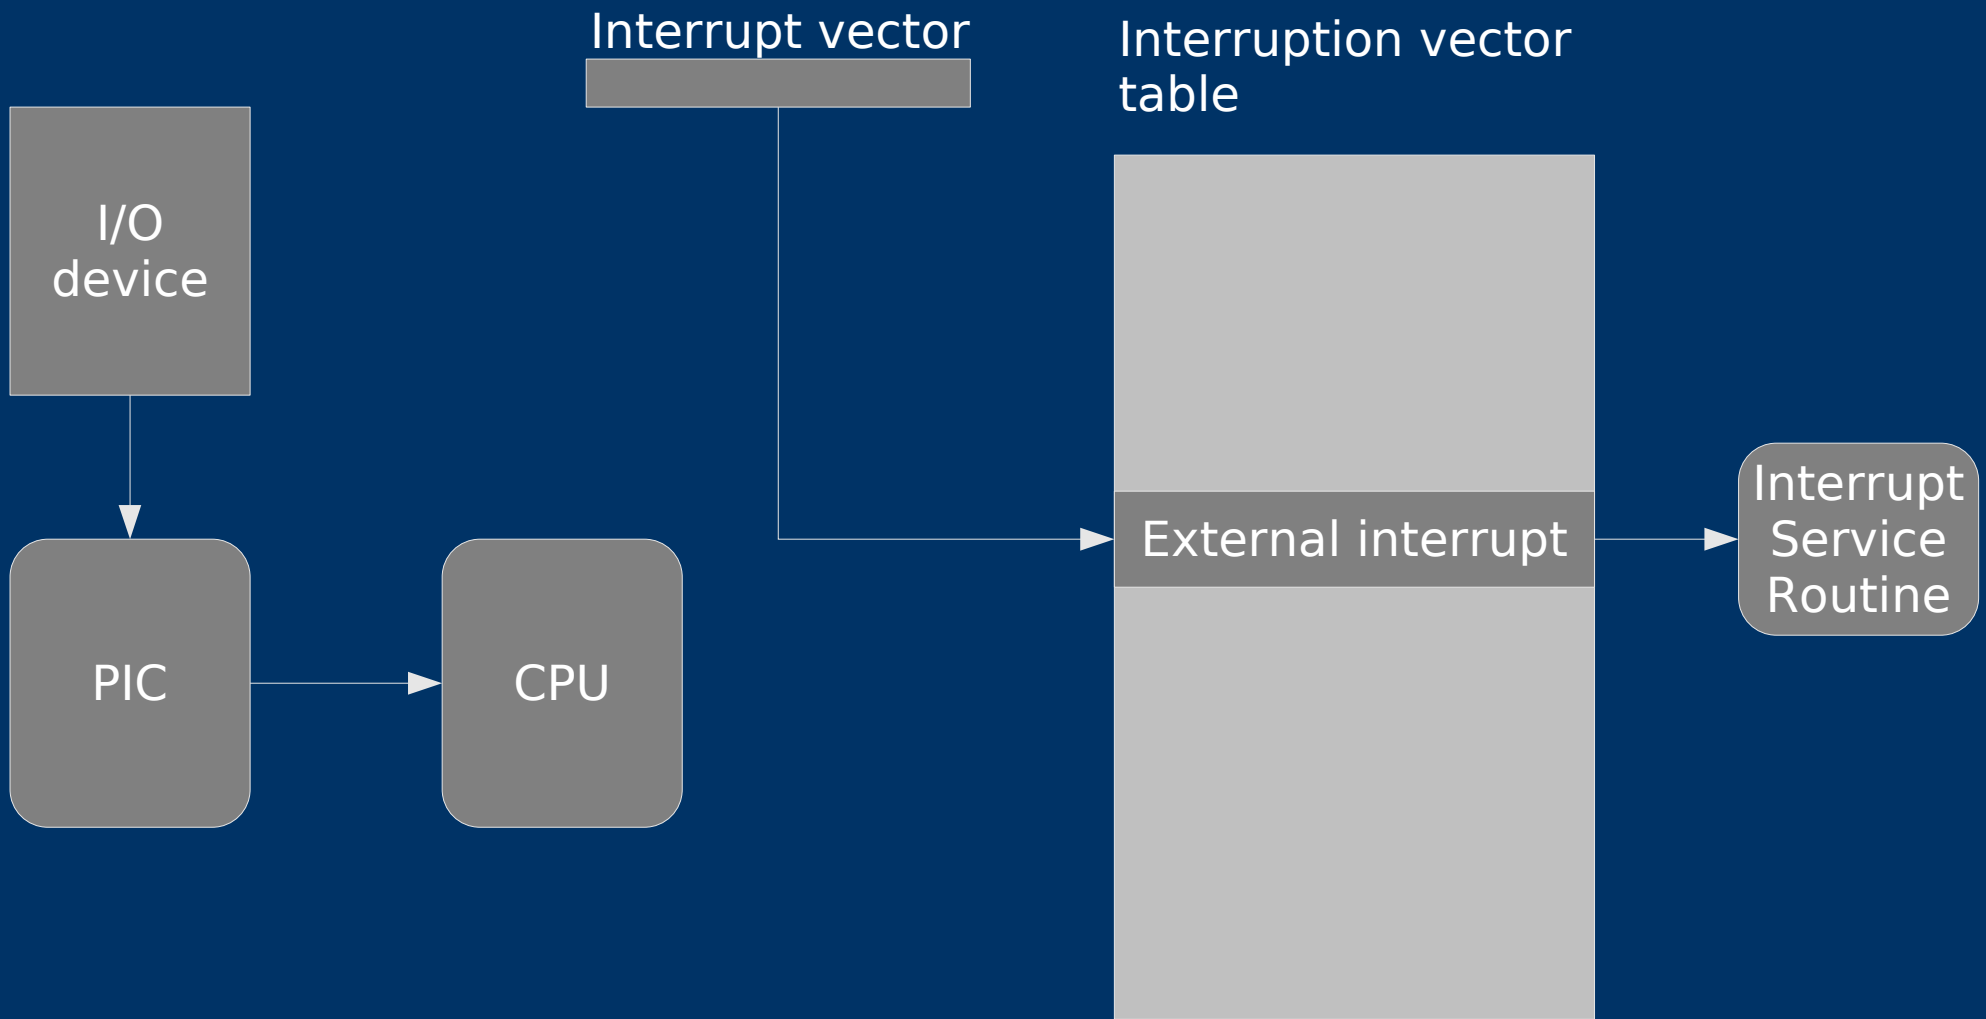 Interrupt vector
Interruption vector
table
I/O
device
External interrupt
Interrupt
Service
Routine
PIC
CPU